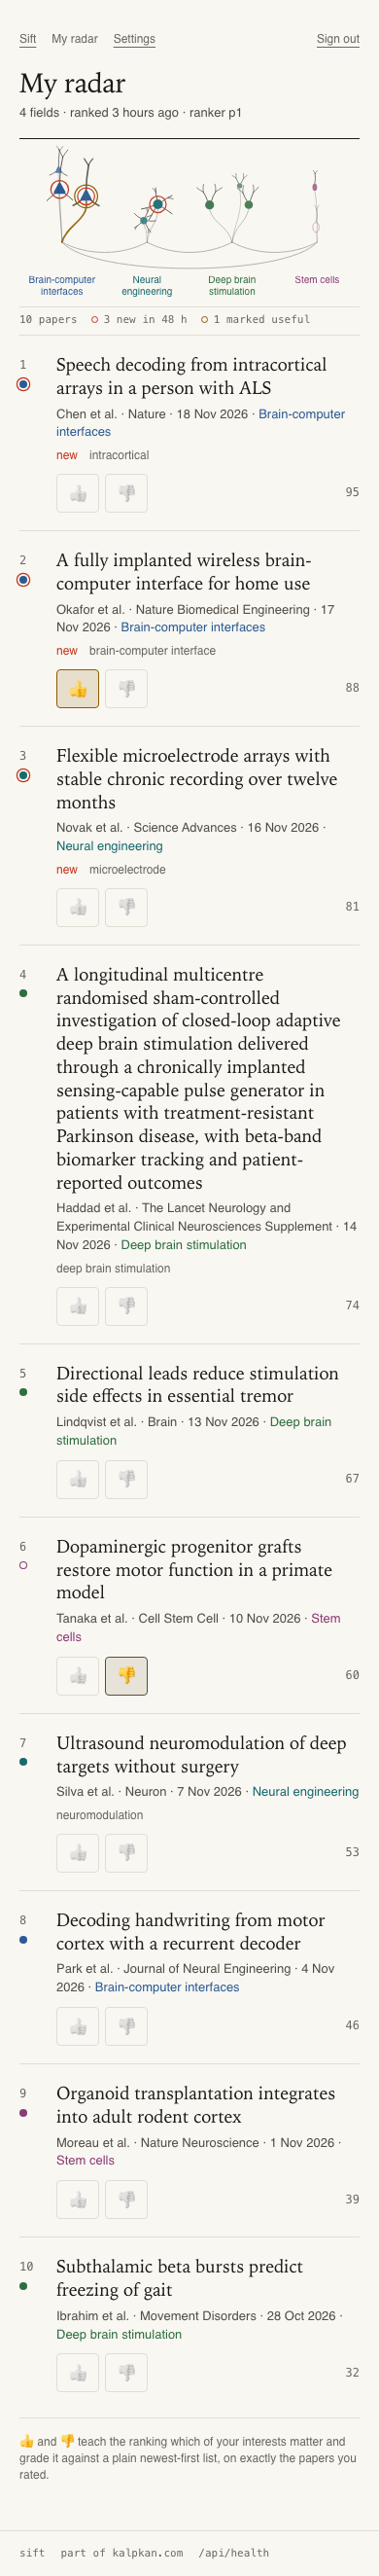 Sift My radar Settings Sign out
My radar
4 fields · ranked 3 hours ago · ranker p1
Brain-computer interfaces
Neural engineering
Deep brain stimulation
Stem cells
10 papers 3 new in 48 h 1 marked useful
1
Speech decoding from intracortical
arrays in a person with ALS
Chen et al. · Nature · 18 Nov 2026 · Brain-computer
interfaces
new intracortical
👍 👎 95
2
A fully implanted wireless brain-
computer interface for home use
Okafor et al. · Nature Biomedical Engineering · 17
Nov 2026 · Brain-computer interfaces
new brain-computer interface
👍 👎 88
3
Flexible microelectrode arrays with
stable chronic recording over twelve
months
Novak et al. · Science Advances · 16 Nov 2026 ·
Neural engineering
new microelectrode
👍 👎 81
4
A longitudinal multicentre
randomised sham-controlled
investigation of closed-loop adaptive
deep brain stimulation delivered
through a chronically implanted
sensing-capable pulse generator in
patients with treatment-resistant
Parkinson disease, with beta-band
biomarker tracking and patient-
reported outcomes
Haddad et al. · The Lancet Neurology and
Experimental Clinical Neurosciences Supplement · 14
Nov 2026 · Deep brain stimulation
deep brain stimulation
👍 👎 74
5
Directional leads reduce stimulation
side effects in essential tremor
Lindqvist et al. · Brain · 13 Nov 2026 · Deep brain
stimulation
👍 👎 67
6
Dopaminergic progenitor grafts
restore motor function in a primate
model
Tanaka et al. · Cell Stem Cell · 10 Nov 2026 · Stem
cells
👍 👎 60
7
Ultrasound neuromodulation of deep
targets without surgery
Silva et al. · Neuron · 7 Nov 2026 · Neural engineering
neuromodulation
👍 👎 53
8
Decoding handwriting from motor
cortex with a recurrent decoder
Park et al. · Journal of Neural Engineering · 4 Nov
2026 · Brain-computer interfaces
👍 👎 46
9
Organoid transplantation integrates
into adult rodent cortex
Moreau et al. · Nature Neuroscience · 1 Nov 2026 ·
Stem cells
👍 👎 39
10
Subthalamic beta bursts predict
freezing of gait
Ibrahim et al. · Movement Disorders · 28 Oct 2026 ·
Deep brain stimulation
👍 👎 32
👍 and 👎 teach the ranking which of your interests matter and
grade it against a plain newest-first list, on exactly the papers you
rated.
sift part of kalpkan.com /api/health